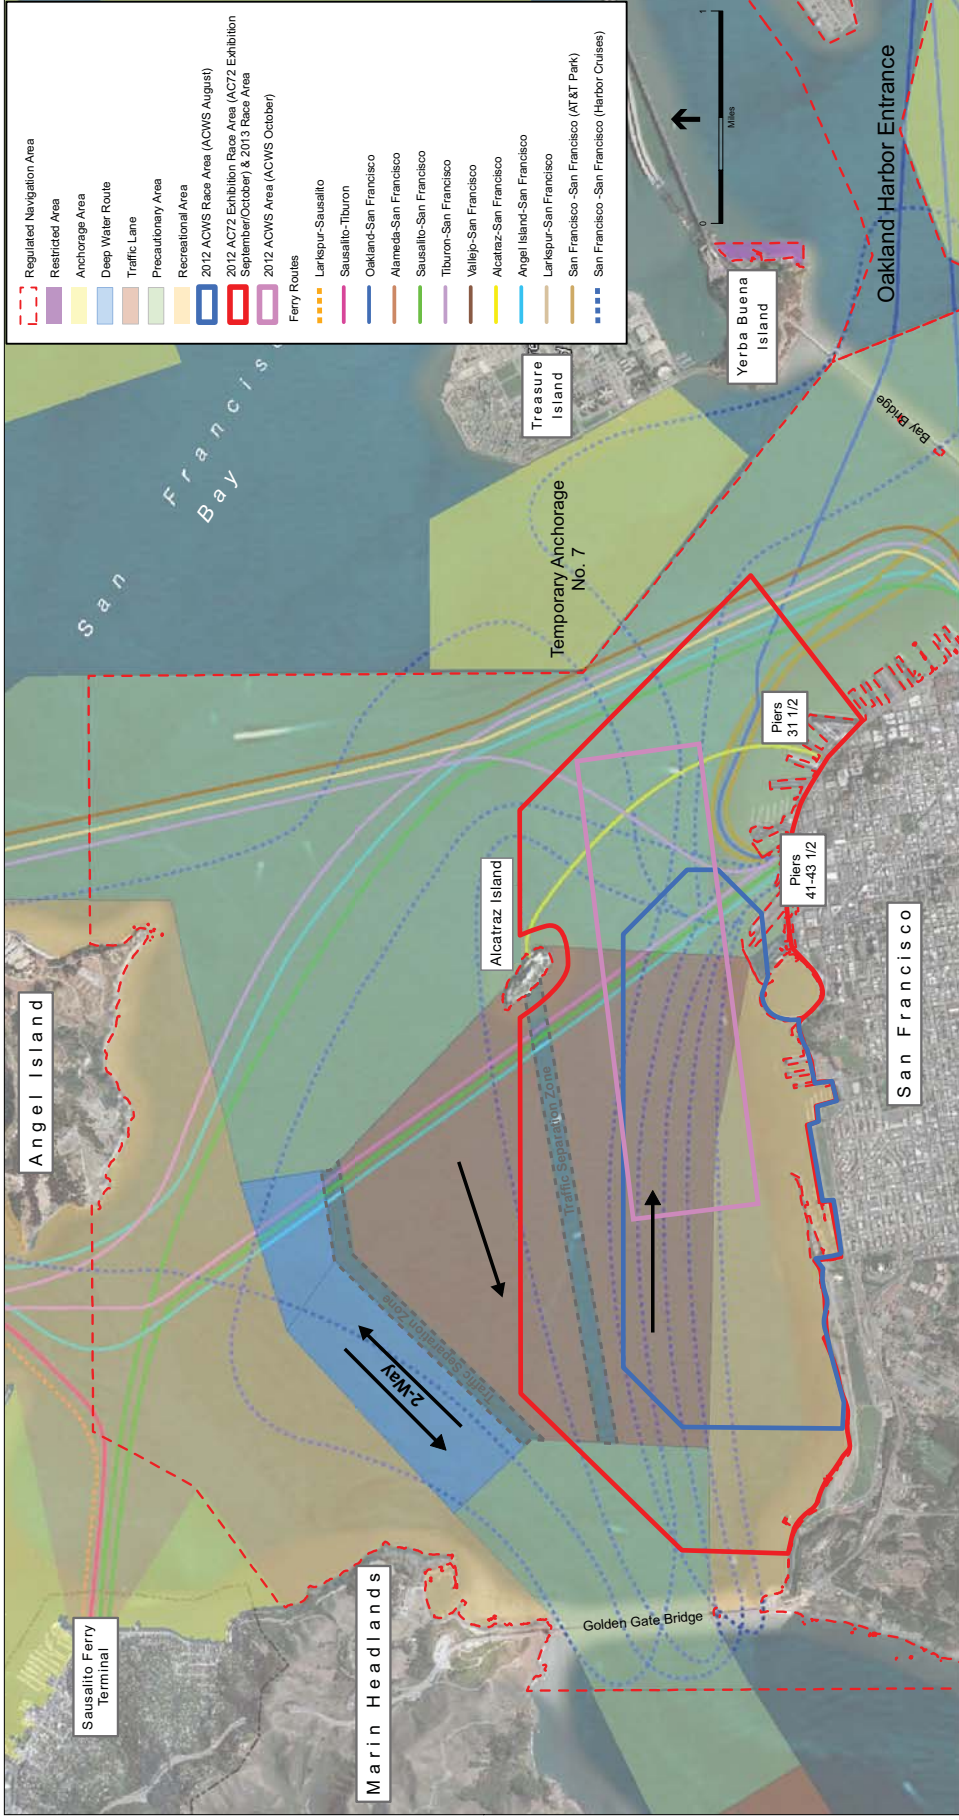 Regulated Navigation Area
Restricted Area
Anchorage Area
Deep Water Route
Traffic Lane
Precautionary Area
Recreational Area
2012 ACWS Race Area (ACWS August)
2012 AC72 Exhibition Race Area (AC72 Exhibition
September/October) & 2013 Race Area
2012 ACWS Area (ACWS October)
Ferry Routes
Larkspur-Sausalito
Sausalito-Tiburon
Oakland-San Francisco
Alameda-San Francisco
Sausalito-San Francisco
Tiburon-San Francisco
Vallejo-San Francisco
Alcatraz-San Francisco
Angel Island-San Francisco
Larkspur-San Francisco
San Francisco -San Francisco (AT&T Park)
San Francisco -San Francisco (Harbor Cruises)
0
1
Miles
San Francisc
Bay
Angel Island
Sausalito Ferry
Terminal
Marin Headlands
Golden Gate Bridge
2-Way
Traffic Separation Zone
Traffic Separation Zone
Alcatraz Island
Temporary Anchorage
No. 7
Treasure
Island
Yerba Buena
Island
Oakland Harbor Entrance
Bay Bridge
Piers
31 1/2
Piers
41-43 1/2
San Francisco